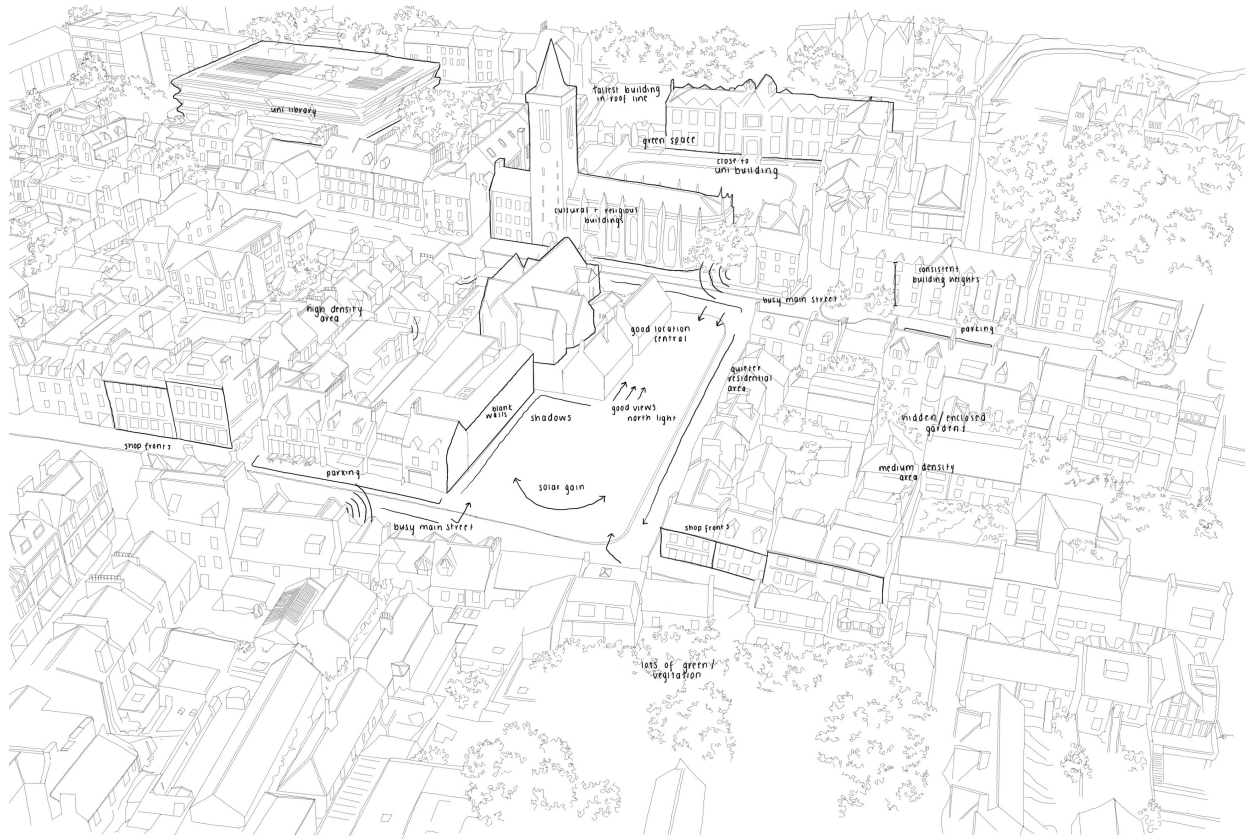 tallest building
in roof line
uni library
green space
close to
uni building
cultural + religious
buildings
consistent
building heights
busy main street
high density
area
good location
central
parking
quieter
residential
area
blank
walls
shadows
good views
north light
hidden/enclosed
gardens
shop fronts
parking
medium density
area
solar gain
busy main street
shop fronts
lots of green/
vegitation